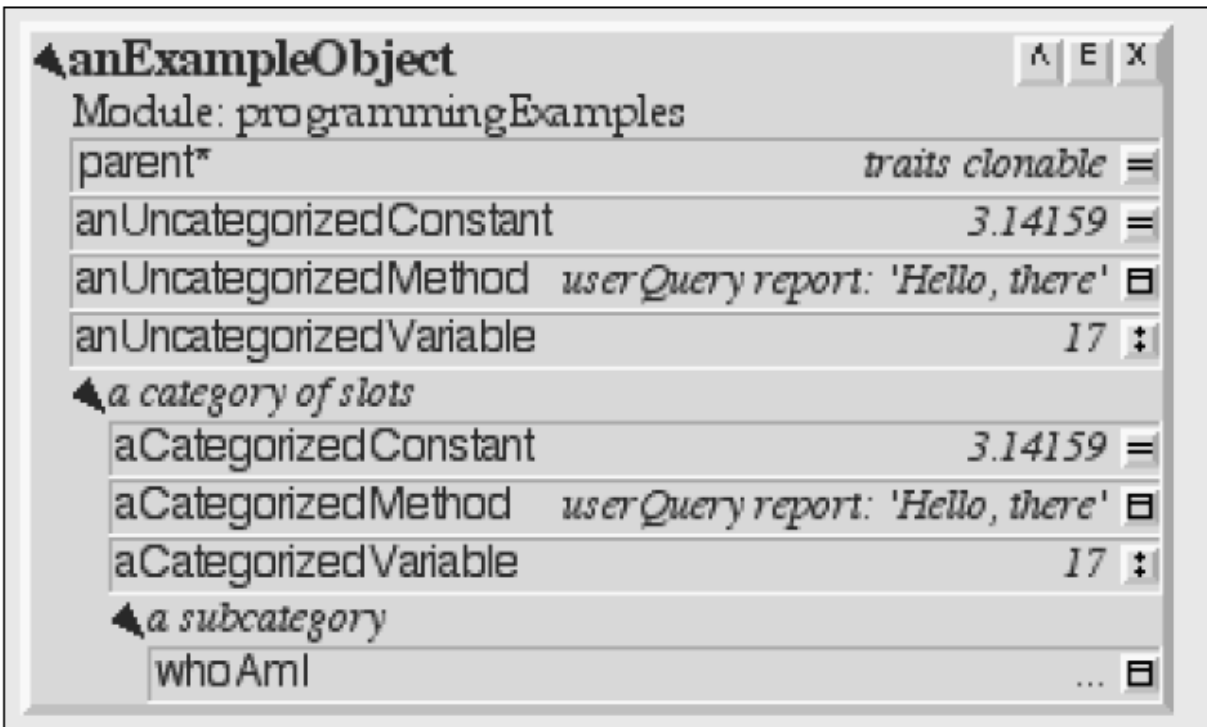 anExampleObject Λ E X
Module: programmingExamples
parent* traits clonable =
anUncategorizedConstant 3.14159 =
anUncategorizedMethod userQuery report: 'Hello, there'
anUncategorizedVariable 17 :
a category of slots
aCategorizedConstant 3.14159 =
aCategorizedMethod userQuery report: 'Hello, there'
aCategorizedVariable 17 :
a subcategory
whoAmI ...